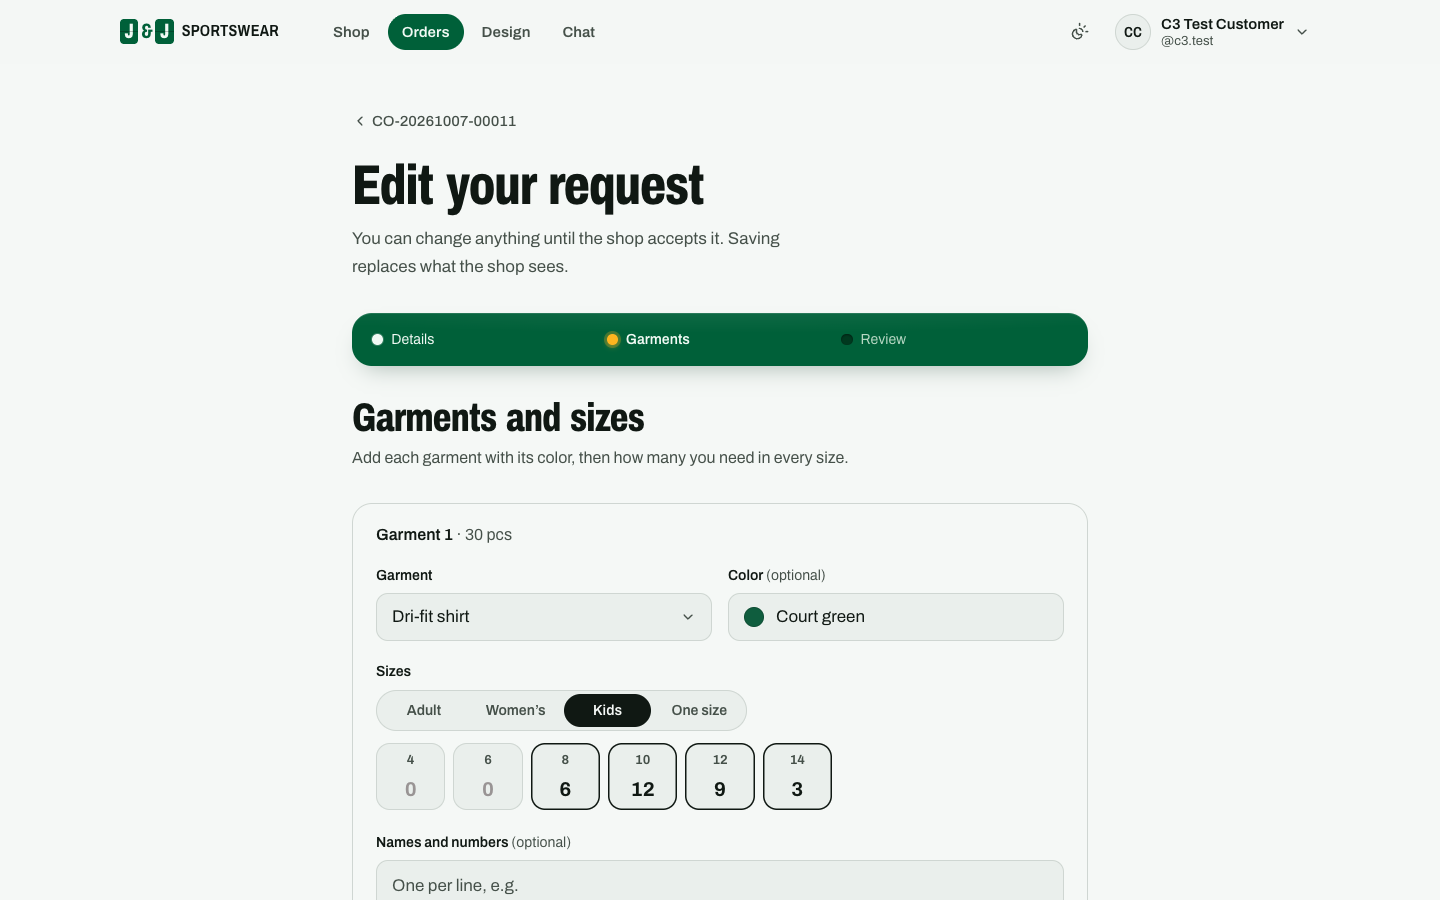 J & J SPORTSWEAR
Shop
Orders
Design
Chat
CC
C3 Test Customer
@c3.test
CO-20261007-00011
Edit your request
You can change anything until the shop accepts it. Saving
replaces what the shop sees.
Details
Garments
Review
Garments and sizes
Add each garment with its color, then how many you need in every size.
Garment 1 · 30 pcs
Garment
Color (optional)
Dri-fit shirt
Court green
Sizes
Adult
Women’s
Kids
One size
4
6
8
10
12
14
0
0
6
12
9
3
Names and numbers (optional)
One per line, e.g.